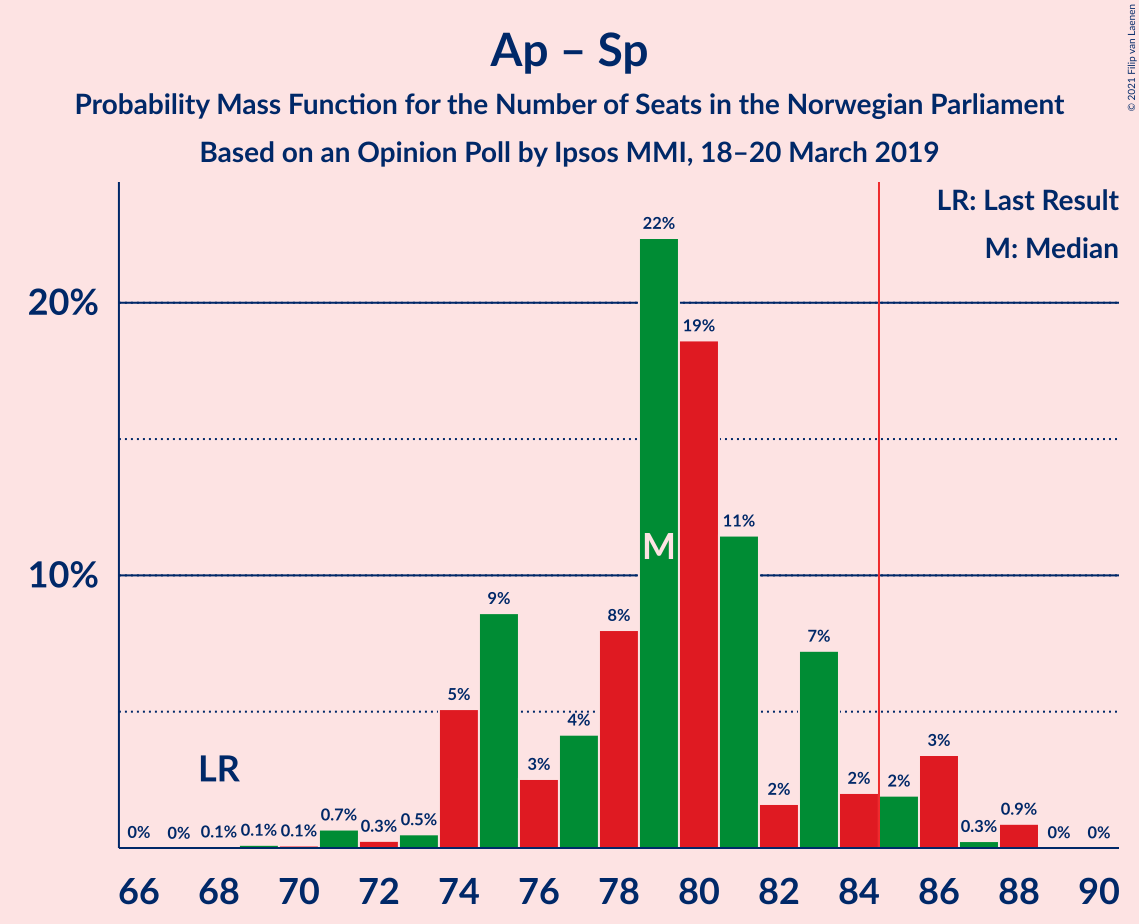 Ap – Sp
Probability Mass Function for the Number of Seats in the Norwegian Parliament
Based on an Opinion Poll by Ipsos MMI, 18–20 March 2019
© 2021 Filip van Laenen
LR: Last Result
M: Median
20%
10%
0% 0% 0.1% 0.1% 0.1% 0.7% 0.3% 0.5% 5% 9% 3% 4% 8% 22% 19% 11% 2% 7% 2% 2% 3% 0.3% 0.9% 0% 0%
LR
M
66 68 70 72 74 76 78 80 82 84 86 88 90